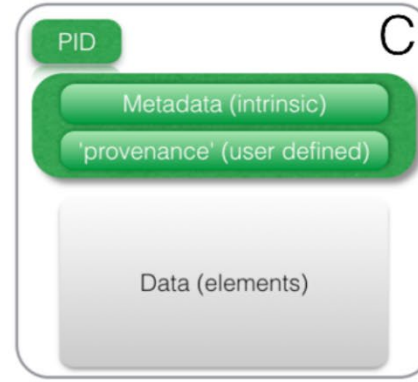 PID
C
Metadata (intrinsic)
'provenance' (user defined)
Data (elements)